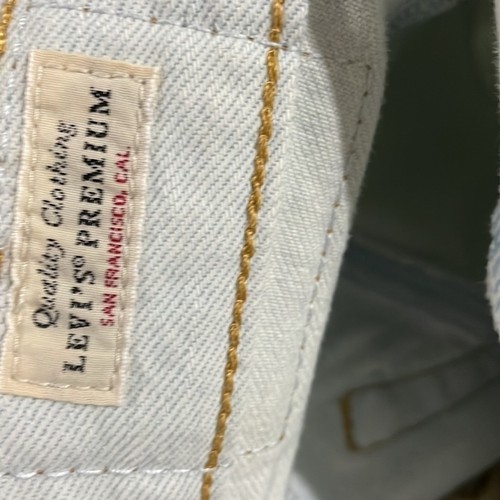 Quality Clothing
LEVI'S® PREMIUM
SAN FRANCISCO, CAL